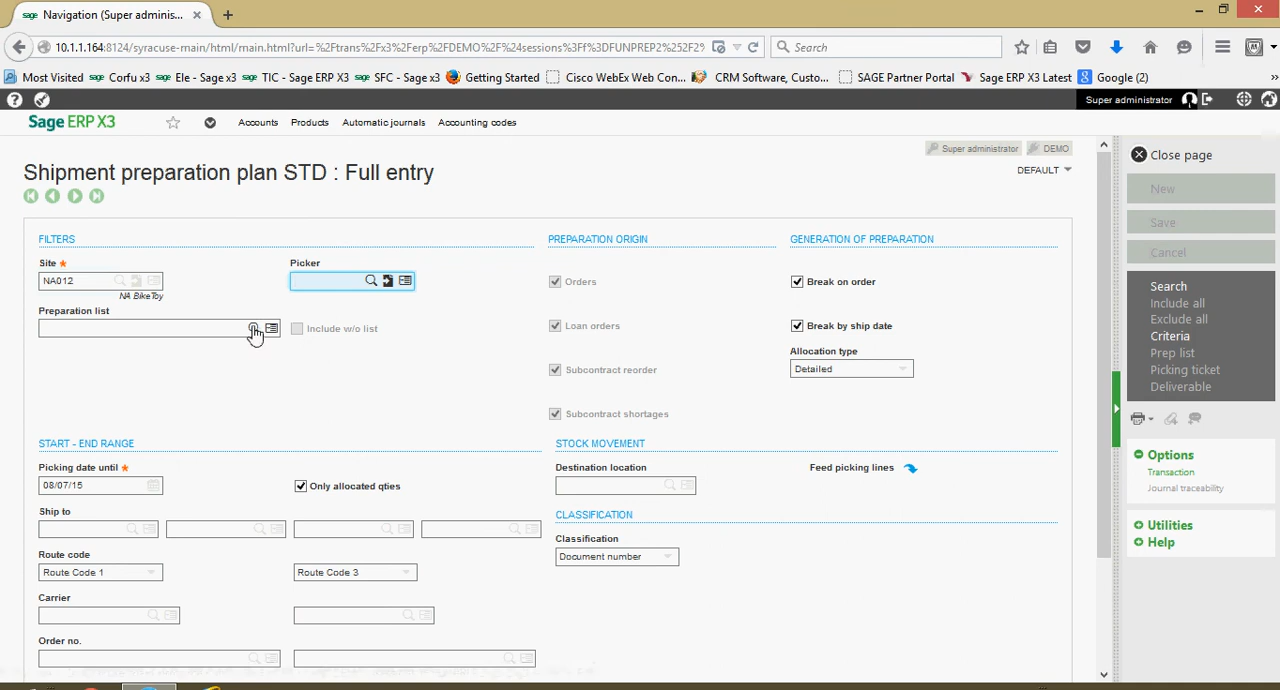 sage Navigation (Super adminis...
10.1.1.164:8124/syracuse-main/html/main.html?url=%2Ftrans%2Fx3%2Ferp%2FDEMO%2F%24sessions%3Ff%3DFUNPREP2%252F2%
Search
Most Visited sage Corfu x3 sage Ele - Sage x3 sage TIC - Sage ERP X3 sage SFC - Sage x3 Getting Started Cisco WebEx Web Con... CRM Software, Custo... SAGE Partner Portal Sage ERP X3 Latest Google (2) »
Super administrator
Sage ERP X3 Accounts Products Automatic journals Accounting codes
Super administrator DEMO
Close page
Shipment preparation plan STD : Full entry
DEFAULT
New
Save
Cancel
FILTERS PREPARATION ORIGIN GENERATION OF PREPARATION
Site * Picker
NA012
NA BikeToy
Orders Break on order
Preparation list
Include w/o list
Loan orders Break by ship date
Allocation type
Detailed
Subcontract reorder
Subcontract shortages
Search
Include all
Exclude all
Criteria
Prep list
Picking ticket
Deliverable
START - END RANGE STOCK MOVEMENT
Picking date until *
08/07/15
Only allocated qties
Destination location Feed picking lines
Ship to
CLASSIFICATION
Classification
Document number
Route code
Route Code 1 Route Code 3
Carrier
Order no.
Options
Transaction
Journal traceability
Utilities
Help